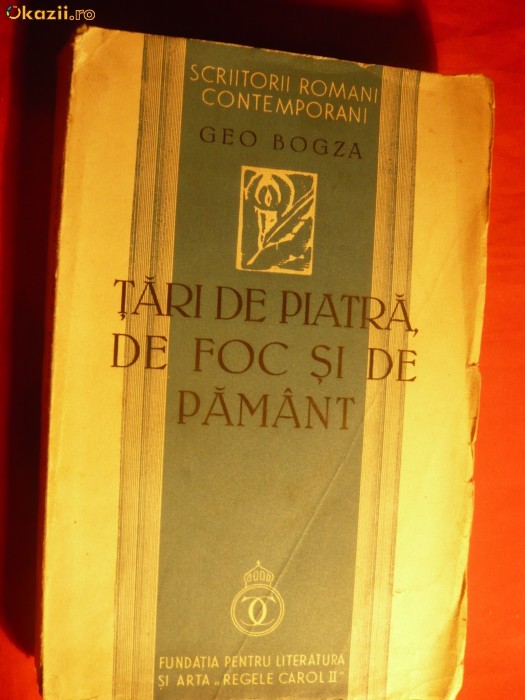 Okazii.ro
SCRIITORII ROMANI
CONTEMPORANI
GEO BOGZA
ȚĂRI DE PIATRĂ,
DE FOC ȘI DE
PĂMÂNT
FUNDAȚIA PENTRU LITERATURA
ȘI ARTA „REGELE CAROL II"